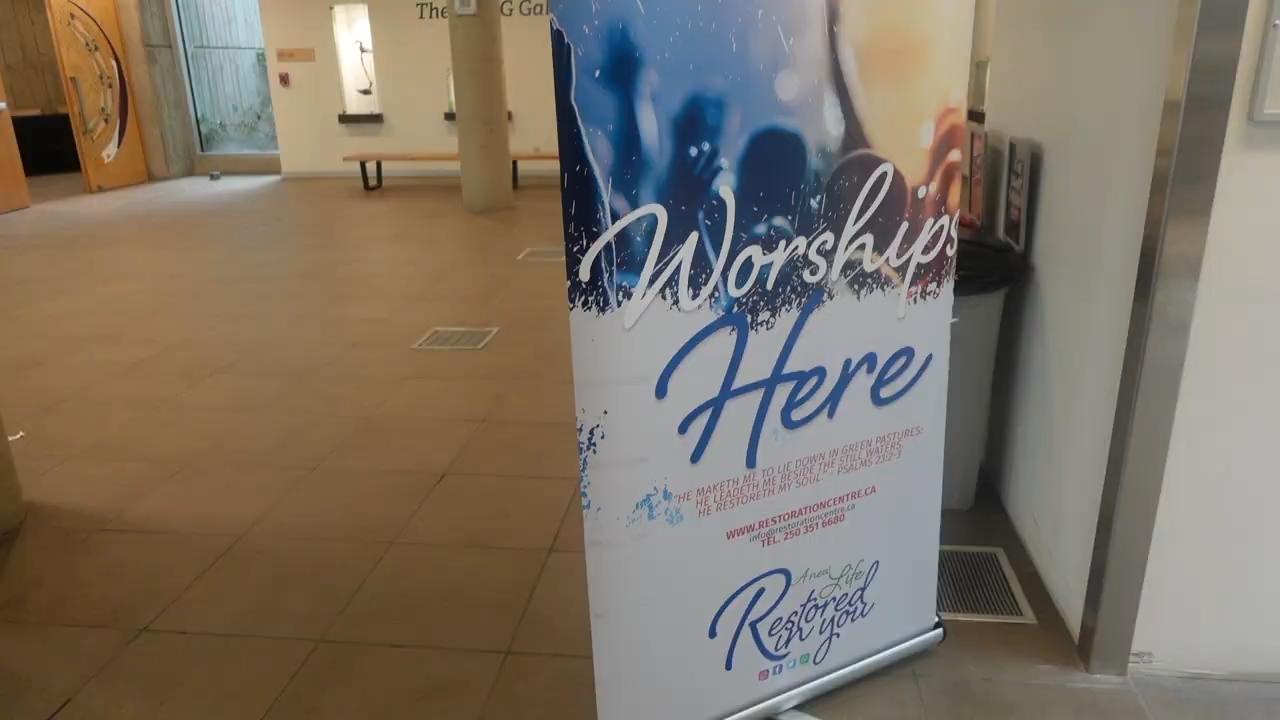 The G Gal
Worships
Here
"HE MAKETH ME TO LIE DOWN IN GREEN PASTURES:
HE LEADETH ME BESIDE THE STILL WATERS.
HE RESTORETH MY SOUL." - PSALMS 23:2-3
WWW.RESTORATIONCENTRE.CA
info@restorationcentre.ca
TEL. 250 351 6680
A new Life
Restored
in you